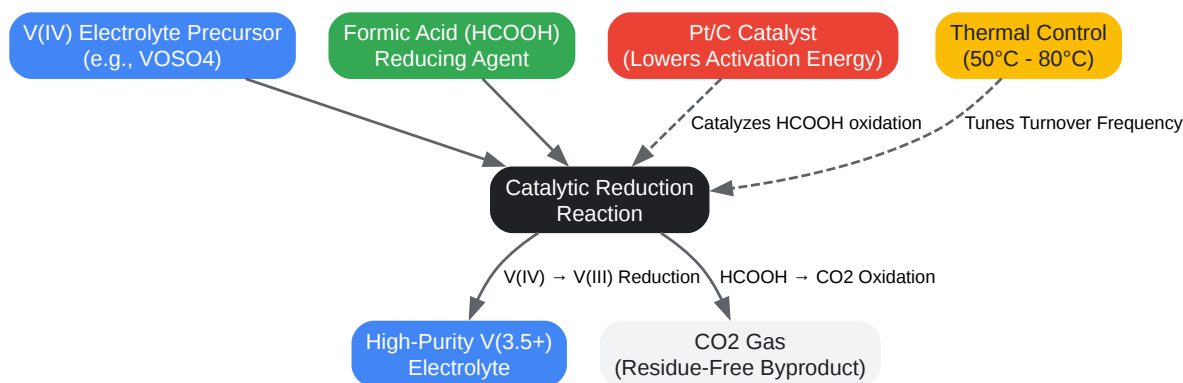 V(IV) Electrolyte Precursor
(e.g., VOSO4)
Formic Acid (HCOOH)
Reducing Agent
Pt/C Catalyst
(Lowers Activation Energy)
Thermal Control
(50°C - 80°C)
Catalyzes HCOOH oxidation
Tunes Turnover Frequency
Catalytic Reduction
Reaction
V(IV) → V(III) Reduction
HCOOH → CO2 Oxidation
High-Purity V(3.5+)
Electrolyte
CO2 Gas
(Residue-Free Byproduct)